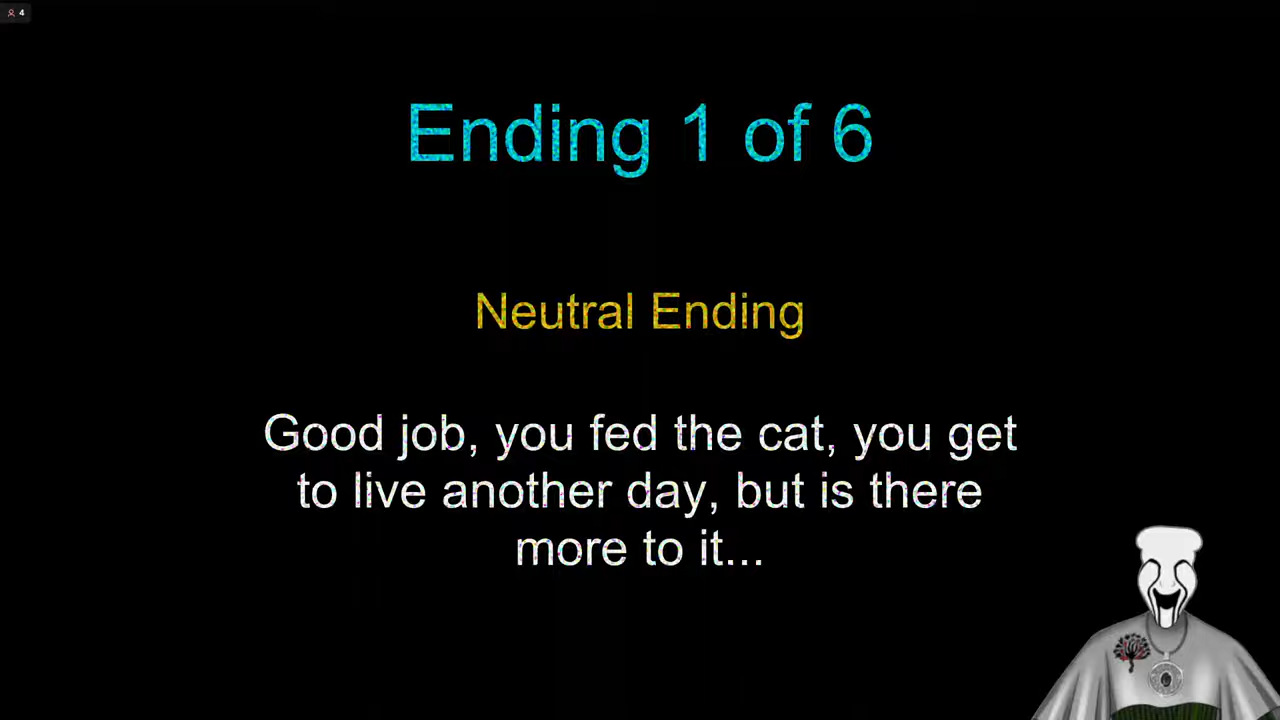 4
Ending 1 of 6
Neutral Ending
Good job, you fed the cat, you get
to live another day, but is there
more to it...